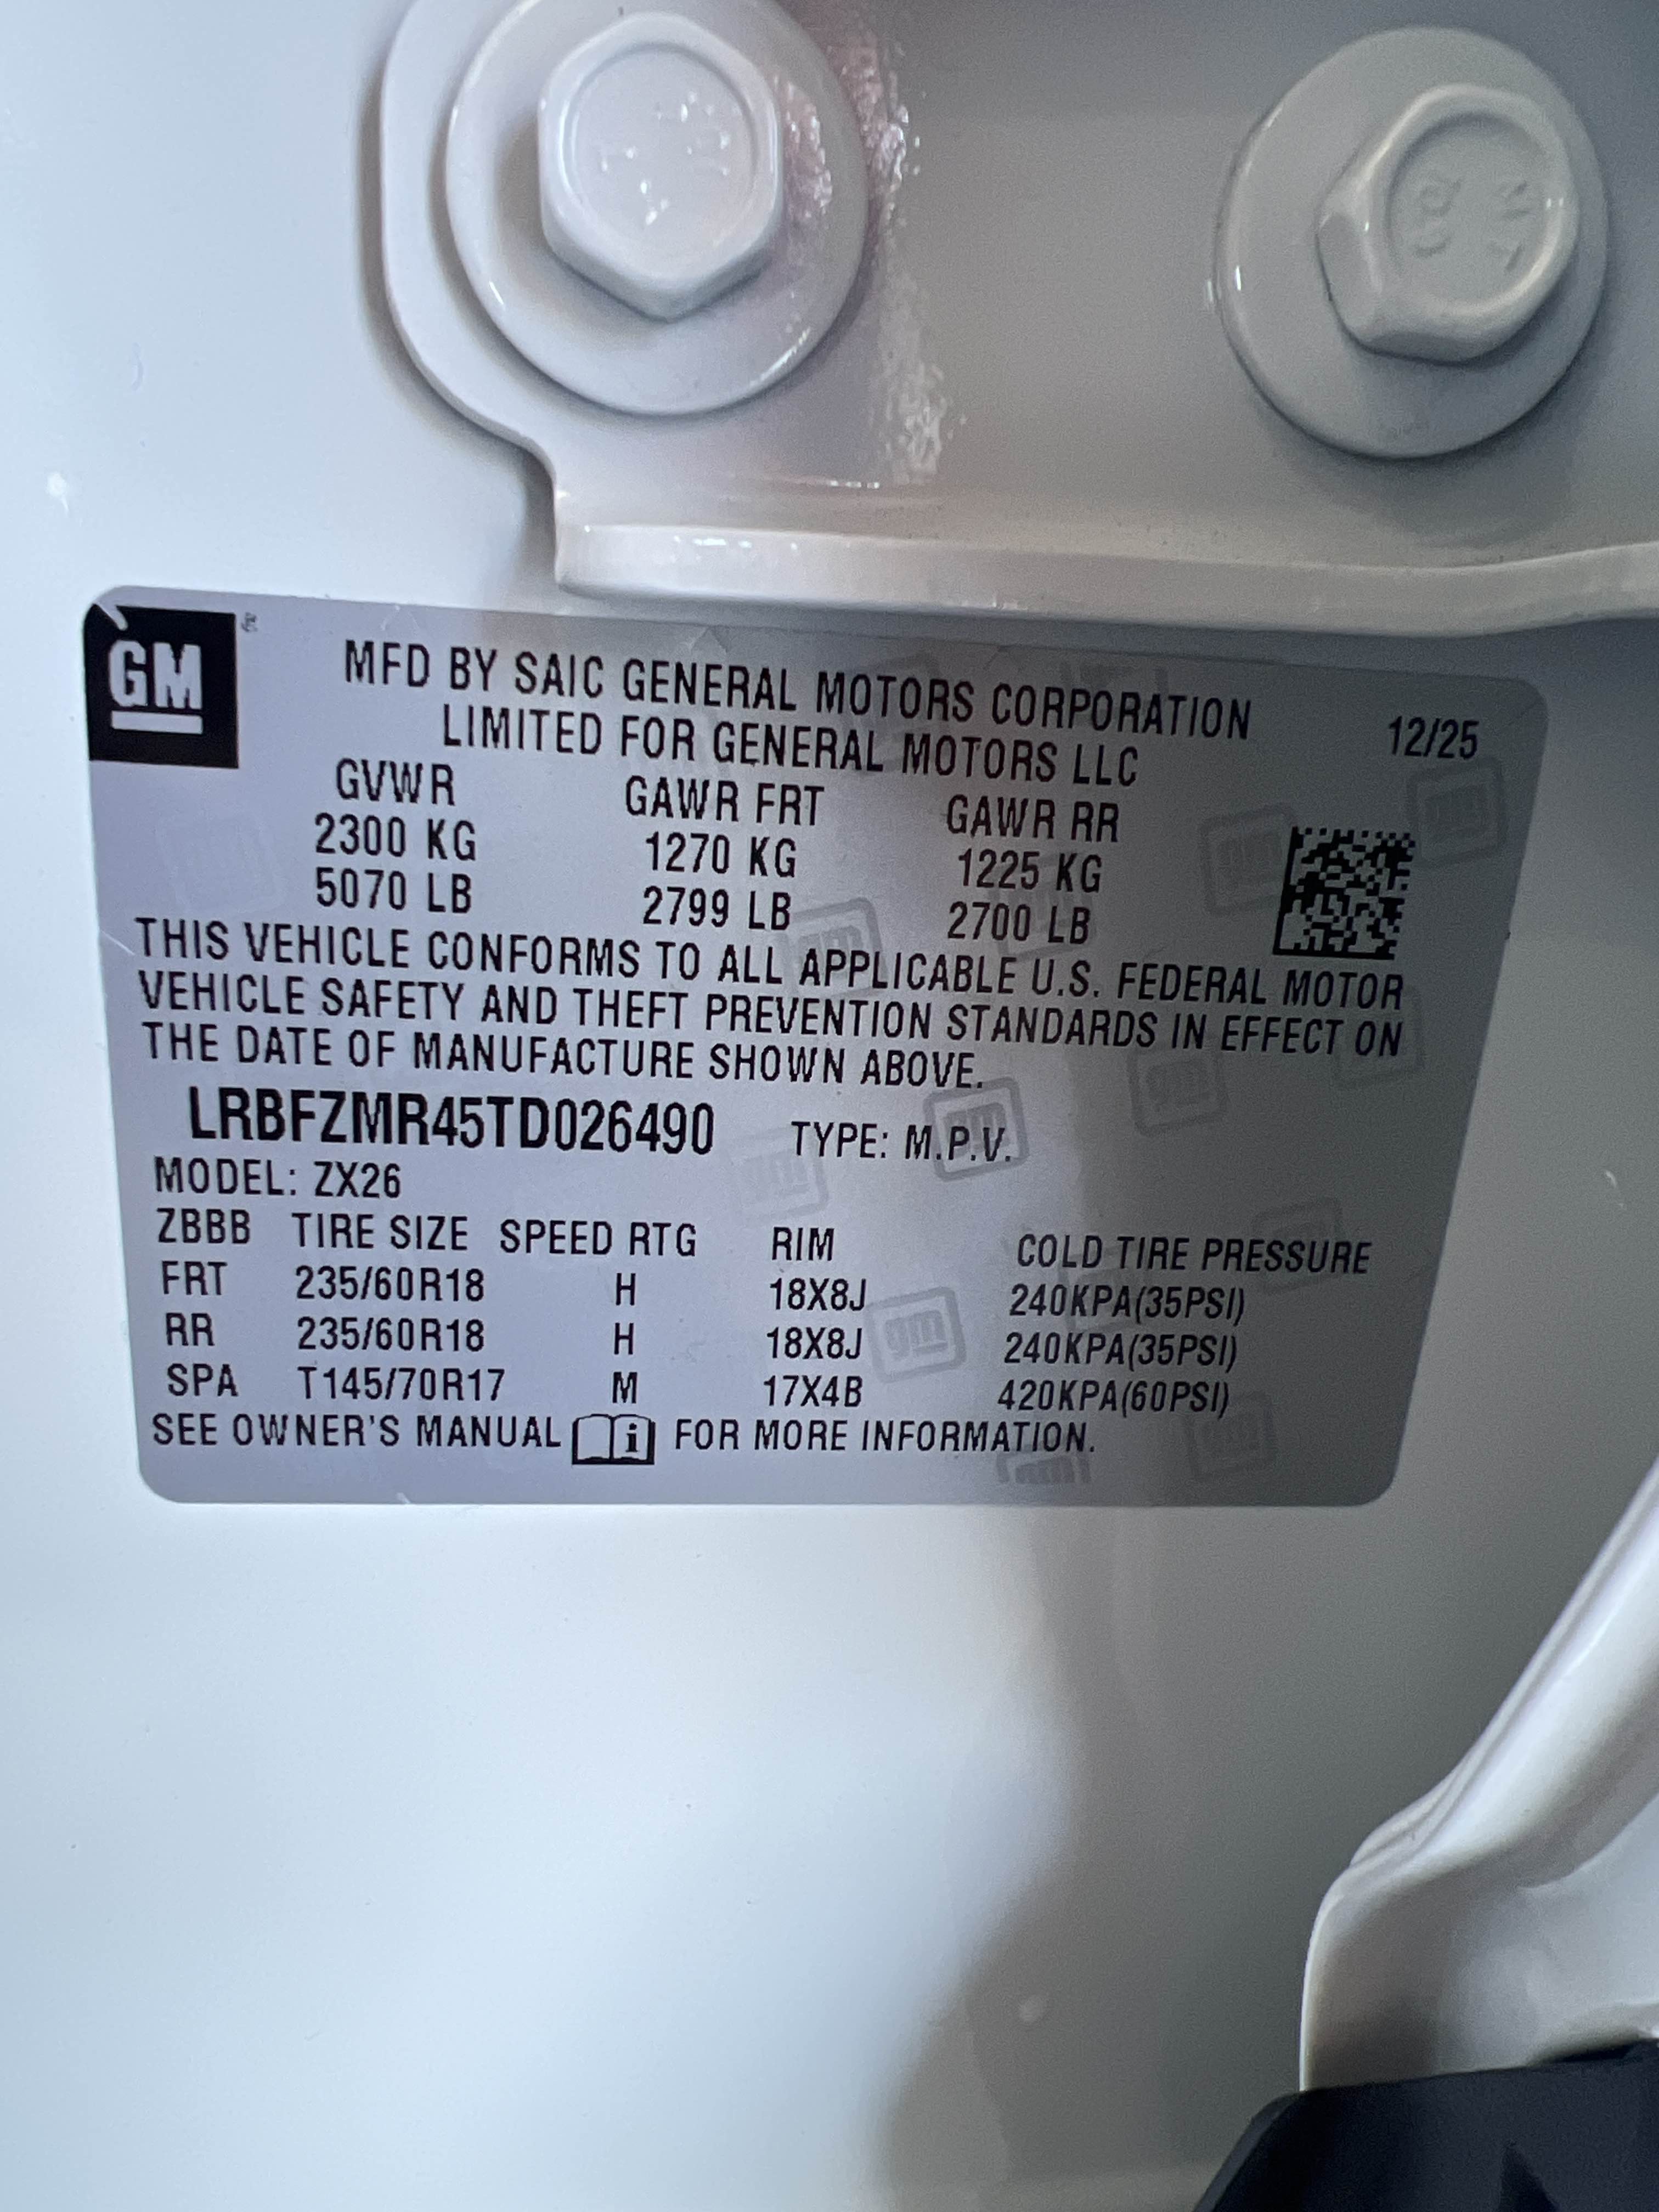 GM
MFD BY SAIC GENERAL MOTORS CORPORATION
LIMITED FOR GENERAL MOTORS LLC
12/25
GVWR GAWR FRT GAWR RR
2300 KG 1270 KG 1225 KG
5070 LB 2799 LB 2700 LB
THIS VEHICLE CONFORMS TO ALL APPLICABLE U.S. FEDERAL MOTOR
VEHICLE SAFETY AND THEFT PREVENTION STANDARDS IN EFFECT ON
THE DATE OF MANUFACTURE SHOWN ABOVE.
LRBFZMR45TD026490 TYPE: M.P.V.
MODEL: ZX26
ZBBB TIRE SIZE SPEED RTG RIM COLD TIRE PRESSURE
FRT 235/60R18 H 18X8J 240KPA(35PSI)
RR 235/60R18 H 18X8J 240KPA(35PSI)
SPA T145/70R17 M 17X4B 420KPA(60PSI)
SEE OWNER'S MANUAL i FOR MORE INFORMATION.